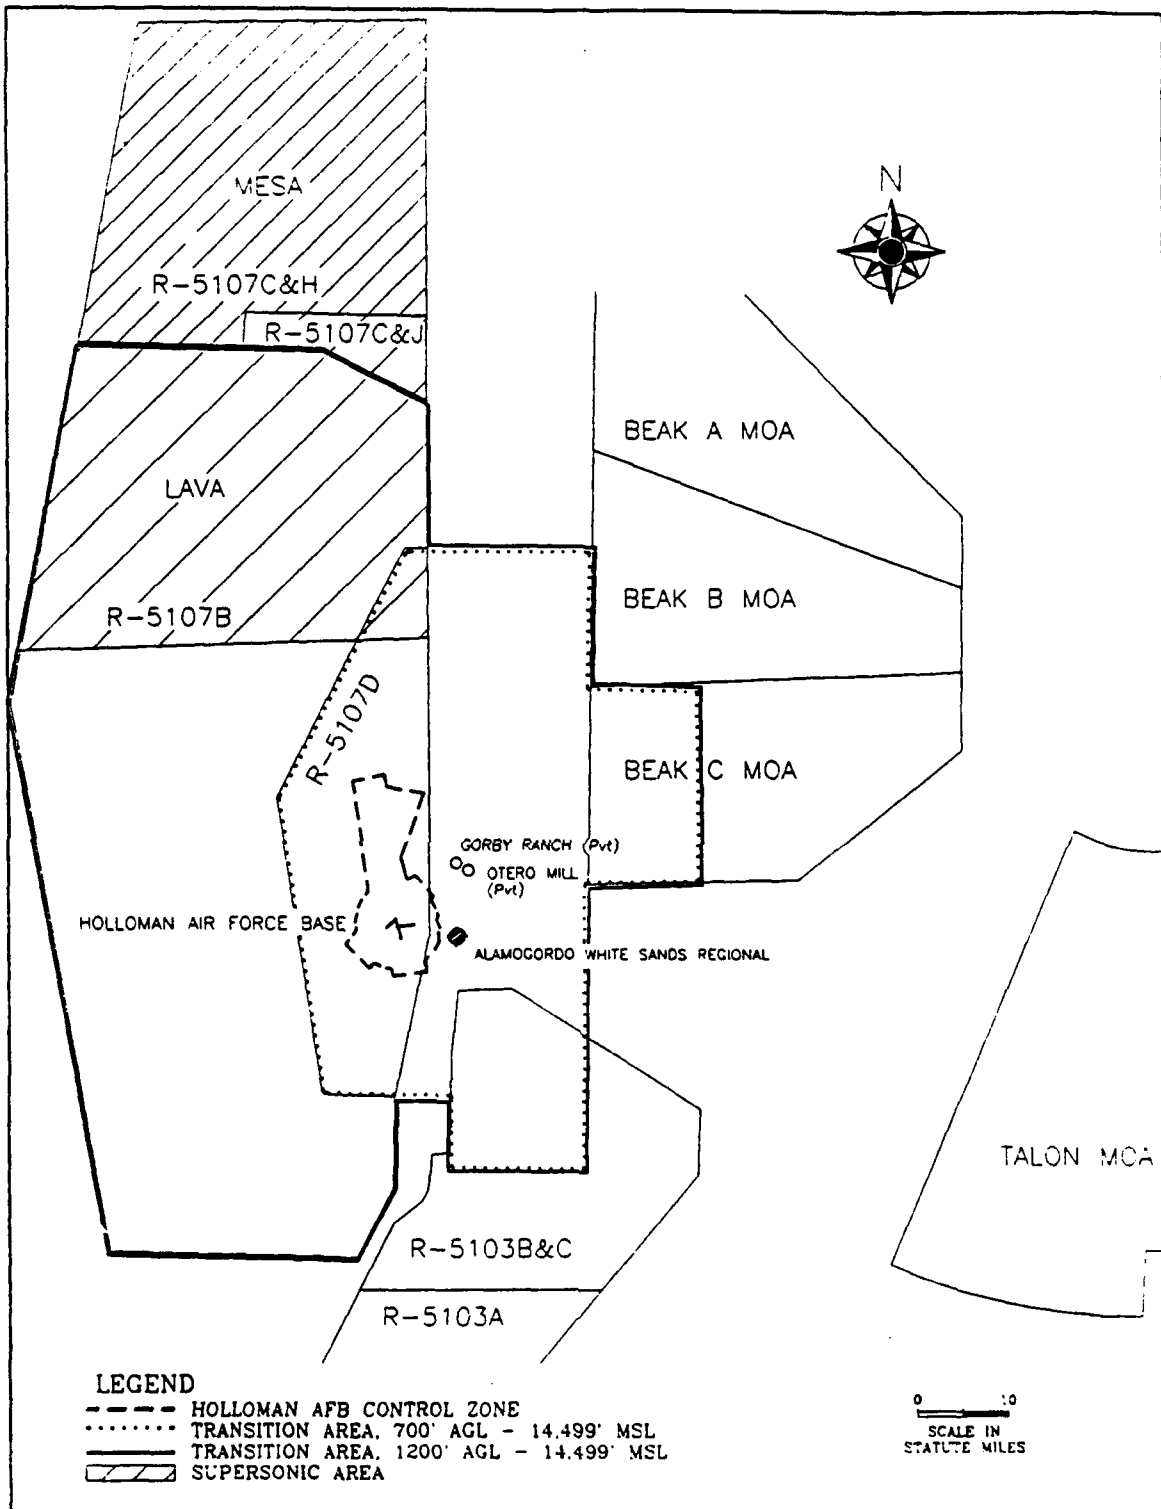 N
MESA
R-5107C&H
R-5107C&J
BEAK A MOA
LAVA
BEAK B MOA
R-5107B
R-5107D
BEAK C MOA
GORBY RANCH (Pvt)
OTERO MILL
(Pvt)
HOLLOMAN AIR FORCE BASE
ALAMOGORDO WHITE SANDS REGIONAL
TALON MOA
R-5103B&C
R-5103A
LEGEND
HOLLOMAN AFB CONTROL ZONE
TRANSITION AREA, 700' AGL - 14.499' MSL
TRANSITION AREA, 1200' AGL - 14.499' MSL
SUPERSONIC AREA
0 10
SCALE IN
STATUTE MILES